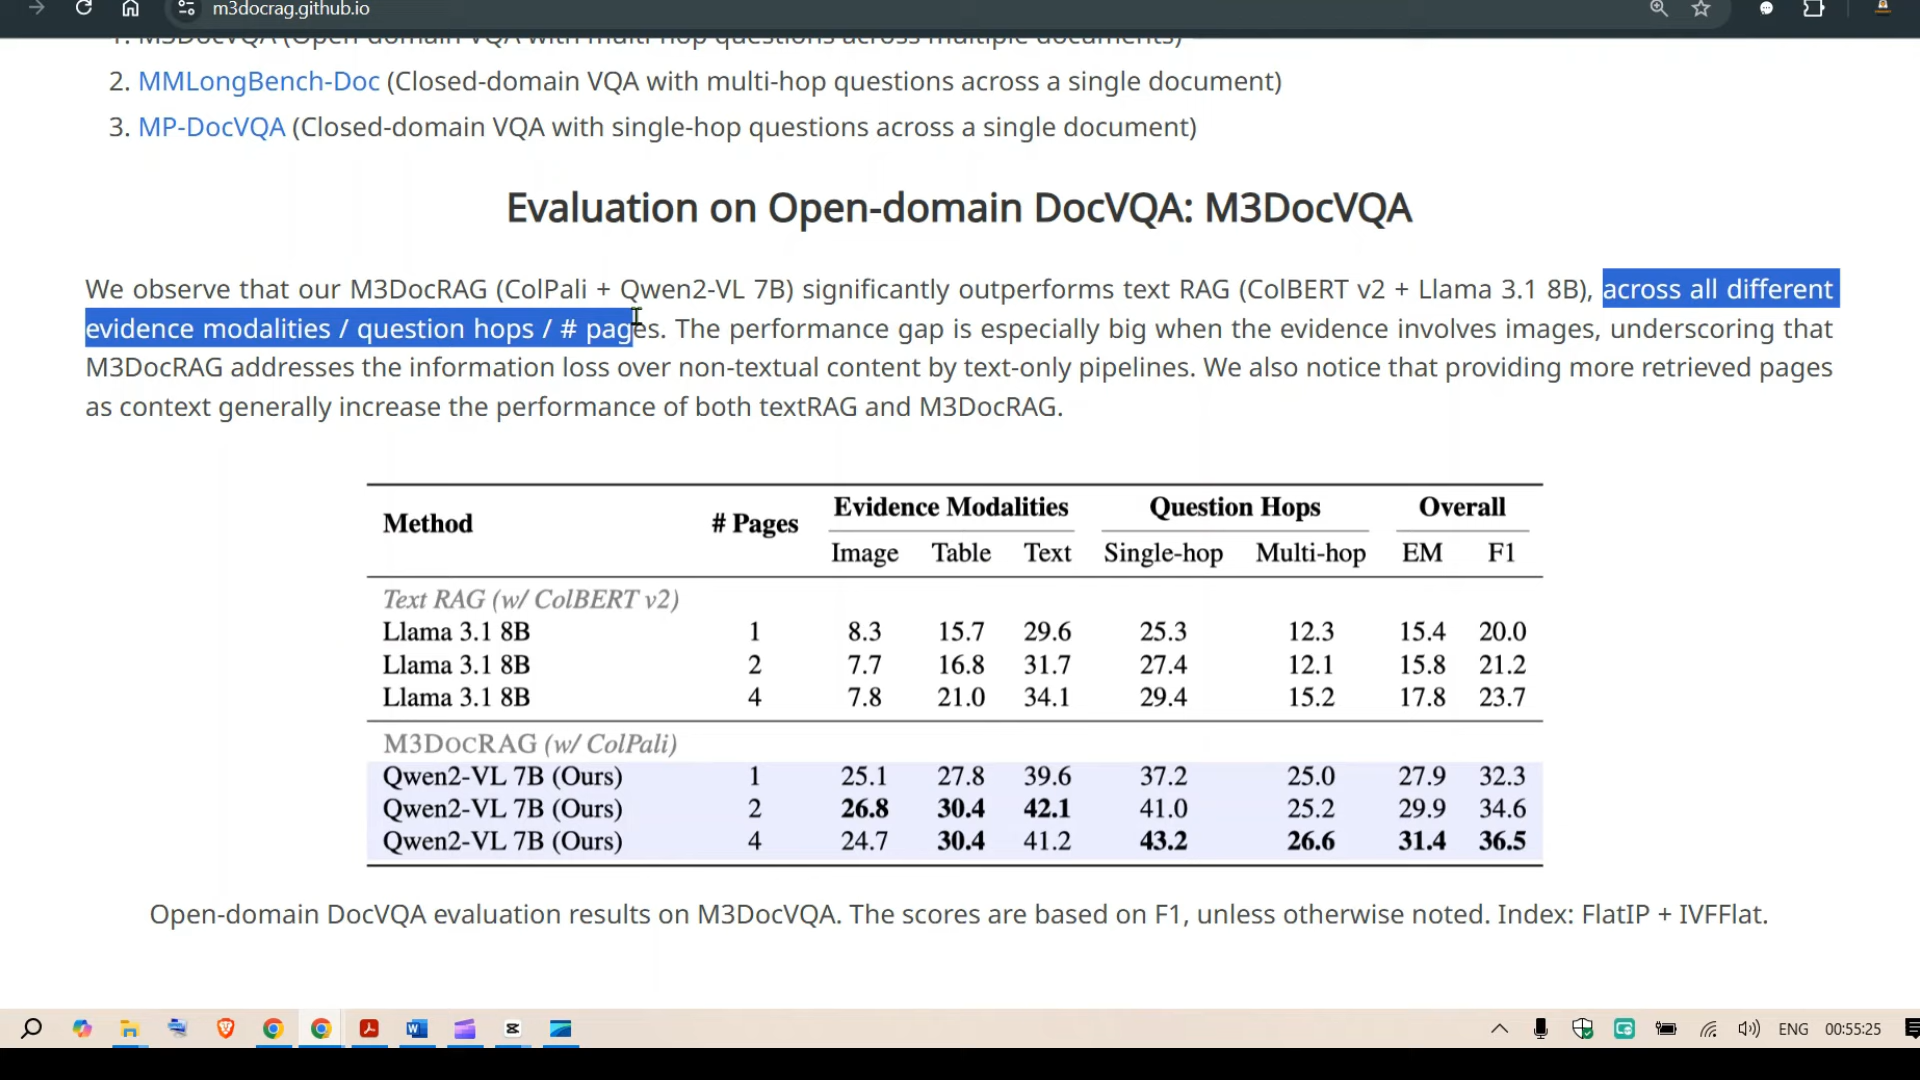 m3docrag.github.io
1. M3DocVQA (Open-domain VQA with multi-hop questions across multiple documents)
2. MMLongBench-Doc (Closed-domain VQA with multi-hop questions across a single document)
3. MP-DocVQA (Closed-domain VQA with single-hop questions across a single document)
Evaluation on Open-domain DocVQA: M3DocVQA
We observe that our M3DocRAG (ColPali + Qwen2-VL 7B) significantly outperforms text RAG (ColBERT v2 + Llama 3.1 8B), across all different
evidence modalities / question hops / # pages. The performance gap is especially big when the evidence involves images, underscoring that
M3DocRAG addresses the information loss over non-textual content by text-only pipelines. We also notice that providing more retrieved pages
as context generally increase the performance of both textRAG and M3DocRAG.
Method # Pages Evidence Modalities Question Hops Overall
Image Table Text Single-hop Multi-hop EM F1
Text RAG (w/ ColBERT v2)
Llama 3.1 8B 1 8.3 15.7 29.6 25.3 12.3 15.4 20.0
Llama 3.1 8B 2 7.7 16.8 31.7 27.4 12.1 15.8 21.2
Llama 3.1 8B 4 7.8 21.0 34.1 29.4 15.2 17.8 23.7
M3DOCRAG (w/ ColPali)
Qwen2-VL 7B (Ours) 1 25.1 27.8 39.6 37.2 25.0 27.9 32.3
Qwen2-VL 7B (Ours) 2 26.8 30.4 42.1 41.0 25.2 29.9 34.6
Qwen2-VL 7B (Ours) 4 24.7 30.4 41.2 43.2 26.6 31.4 36.5
Open-domain DocVQA evaluation results on M3DocVQA. The scores are based on F1, unless otherwise noted. Index: FlatIP + IVFFlat.
ENG 00:55:25